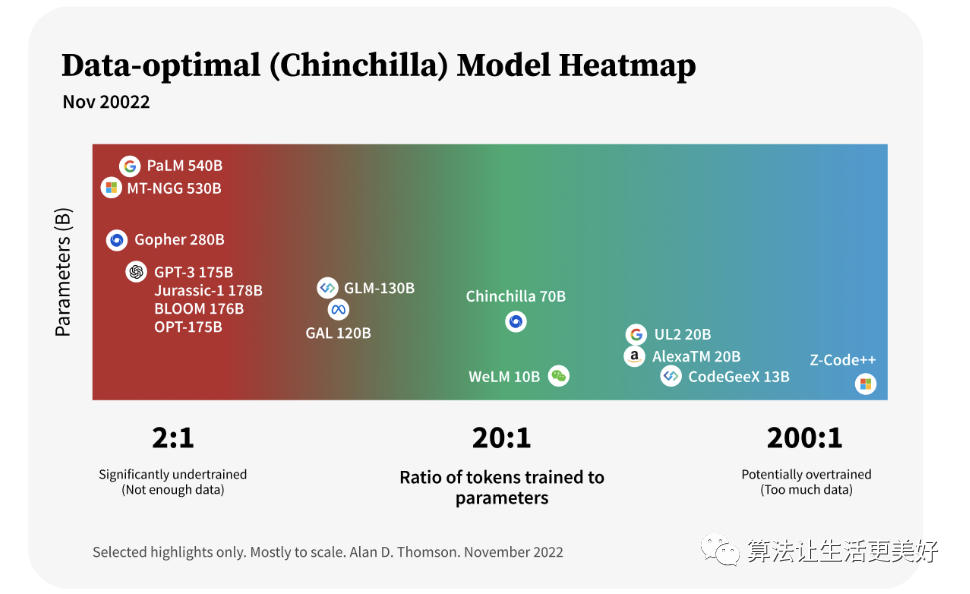 Data-optimal (Chinchilla) Model Heatmap
Nov 20022
Parameters (B)
PaLM 540B
MT-NGG 530B
Gopher 280B
GPT-3 175B
Jurassic-1 178B
BLOOM 176B
OPT-175B
GLM-130B
GAL 120B
Chinchilla 70B
WeLM 10B
UL2 20B
a
AlexaTM 20B
CodeGeeX 13B
Z-Code++
2:1
Significantly undertrained
(Not enough data)
20:1
Ratio of tokens trained to
parameters
200:1
Potentially overtrained
(Too much data)
Selected highlights only. Mostly to scale. Alan D. Thomson. November 2022
算法让生活更美好